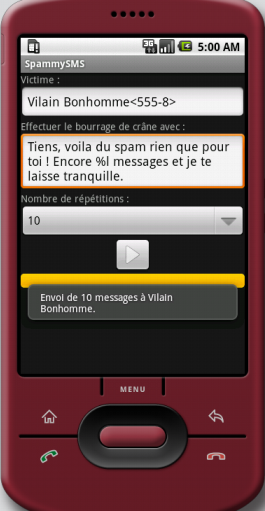 3G
5:00 AM
SpammySMS
Victime :
Vilain Bonhomme<555-8>
Effectuer le bourrage de crâne avec :
Tiens, voila du spam rien que pour
toi ! Encore %l messages et je te
laisse tranquille.
Nombre de répétitions :
10
Envoi de 10 messages à Vilain
Bonhomme.
MENU